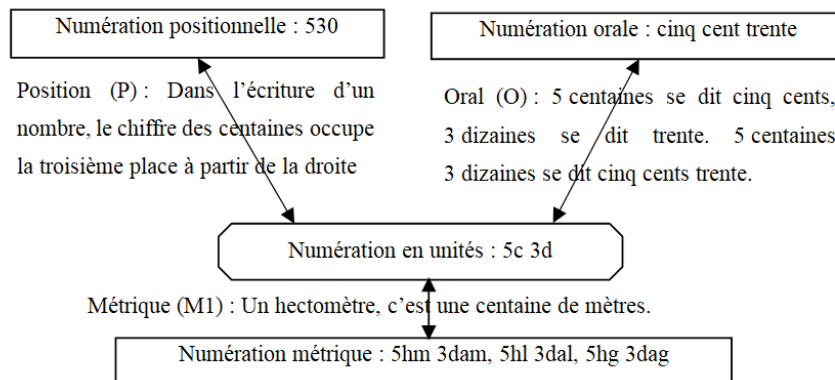 Numération positionnelle : 530
Numération orale : cinq cent trente
Position (P) : Dans l’écriture d’un
nombre, le chiffre des centaines occupe
la troisième place à partir de la droite
Oral (O) : 5 centaines se dit cinq cents,
3 dizaines se dit trente. 5 centaines
3 dizaines se dit cinq cents trente.
Numération en unités : 5c 3d
Métrique (M1) : Un hectomètre, c’est une centaine de mètres.
Numération métrique : 5hm 3dam, 5hl 3dal, 5hg 3dag